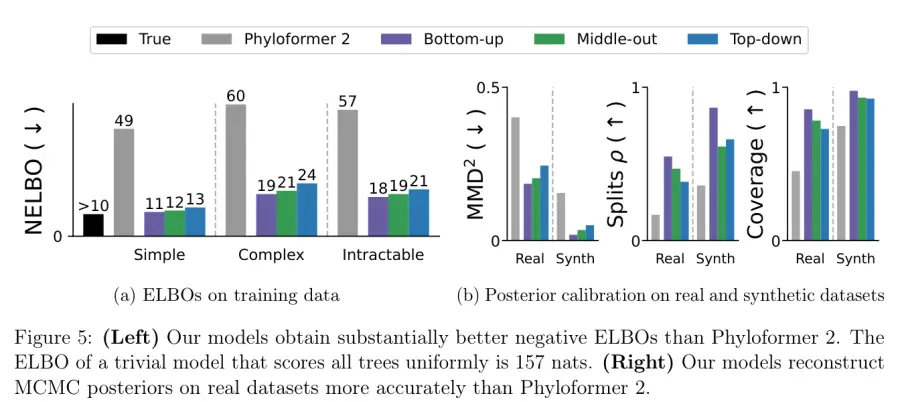 True Phyloformer 2 Bottom-up Middle-out Top-down
NELBO (↓)
0
>10
49
11
12
13
60
19
21
24
57
18
19
21
Simple Complex Intractable
(a) ELBOs on training data
MMD² (↓)
0.5
0
Real Synth
Splits ρ (↑)
1
0
Real Synth
Coverage (↑)
1
0
Real Synth
(b) Posterior calibration on real and synthetic datasets
Figure 5: (Left) Our models obtain substantially better negative ELBOs than Phyloformer 2. The
ELBO of a trivial model that scores all trees uniformly is 157 nats. (Right) Our models reconstruct
MCMC posteriors on real datasets more accurately than Phyloformer 2.